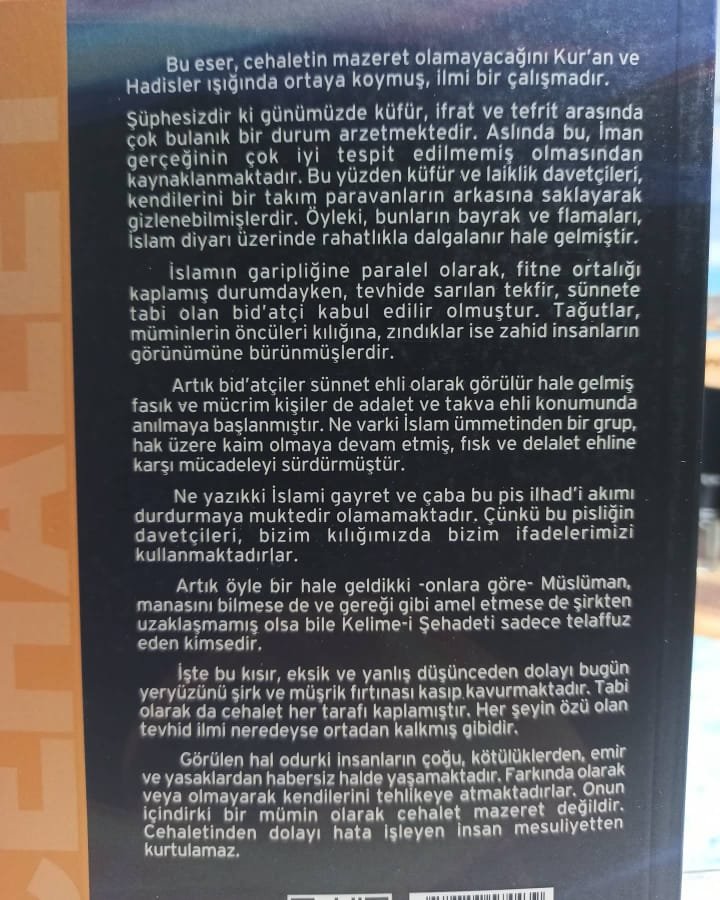 Bu eser, cehaletin mazeret olamayacağını Kur'an ve
Hadisler ışığında ortaya koymuş, ilmi bir çalışmadır.
Şüphesizdir ki günümüzde küfür, ifrat ve tefrit arasında
çok bulanık bir durum arzetmektedir. Aslında bu, İman
gerçeğinin çok iyi tespit edilmemiş olmasından
kaynaklanmaktadır. Bu yüzden küfür ve laiklik davetçileri,
kendilerini bir takım paravanların arkasına saklayarak
gizlenebilmişlerdir. Öyleki, bunların bayrak ve flamaları,
İslam diyarı üzerinde rahatlıkla dalgalanır hale gelmiştir.
İslamın garipliğine paralel olarak, fitne ortalığı
kaplamış durumdayken, tevhide sarılan tekfir, sünnete
tabi olan bid'atçi kabul edilir olmuştur. Tağutlar,
müminlerin öncüleri kılığına, zındıklar ise zahid insanların
görünümüne bürünmüşlerdir.
Artık bid'atçiler sünnet ehli olarak görülür hale gelmiş
fasık ve mücrim kişiler de adalet ve takva ehli konumunda
anılmaya başlanmıştır. Ne varki İslam ümmetinden bir grup,
hak üzere kaim olmaya devam etmiş, fısk ve delalet ehline
karşı mücadeleyi sürdürmüştür.
Ne yazıkki İslami gayret ve çaba bu pis ilhad'i akımı
durdurmaya muktedir olamamaktadır. Çünkü bu pisliğin
davetçileri, bizim kılığımızda bizim ifadelerimizi
kullanmaktadırlar.
Artık öyle bir hale geldikki -onlara göre- Müslüman,
manasını bilmese de ve gereği gibi amel etmese de şirkten
uzaklaşmamış olsa bile Kelime-i Şehadeti sadece telaffuz
eden kimsedir.
İşte bu kısır, eksik ve yanlış düşünceden dolayı bugün
yeryüzünü şirk ve müşrik fırtınası kasıp kavurmaktadır. Tabi
olarak da cehalet her tarafı kaplamıştır. Her şeyin özü olan
tevhid ilmi neredeyse ortadan kalkmış gibidir.
Görülen hal odurki insanların çoğu, kötülüklerden, emir
ve yasaklardan habersiz halde yaşamaktadır. Farkında olarak
veya olmayarak kendilerini tehlikeye atmaktadırlar. Onun
içindirki bir mümin olarak cehalet mazeret değildir.
Cehaletinden dolayı hata işleyen insan mesuliyetten
kurtulamaz.